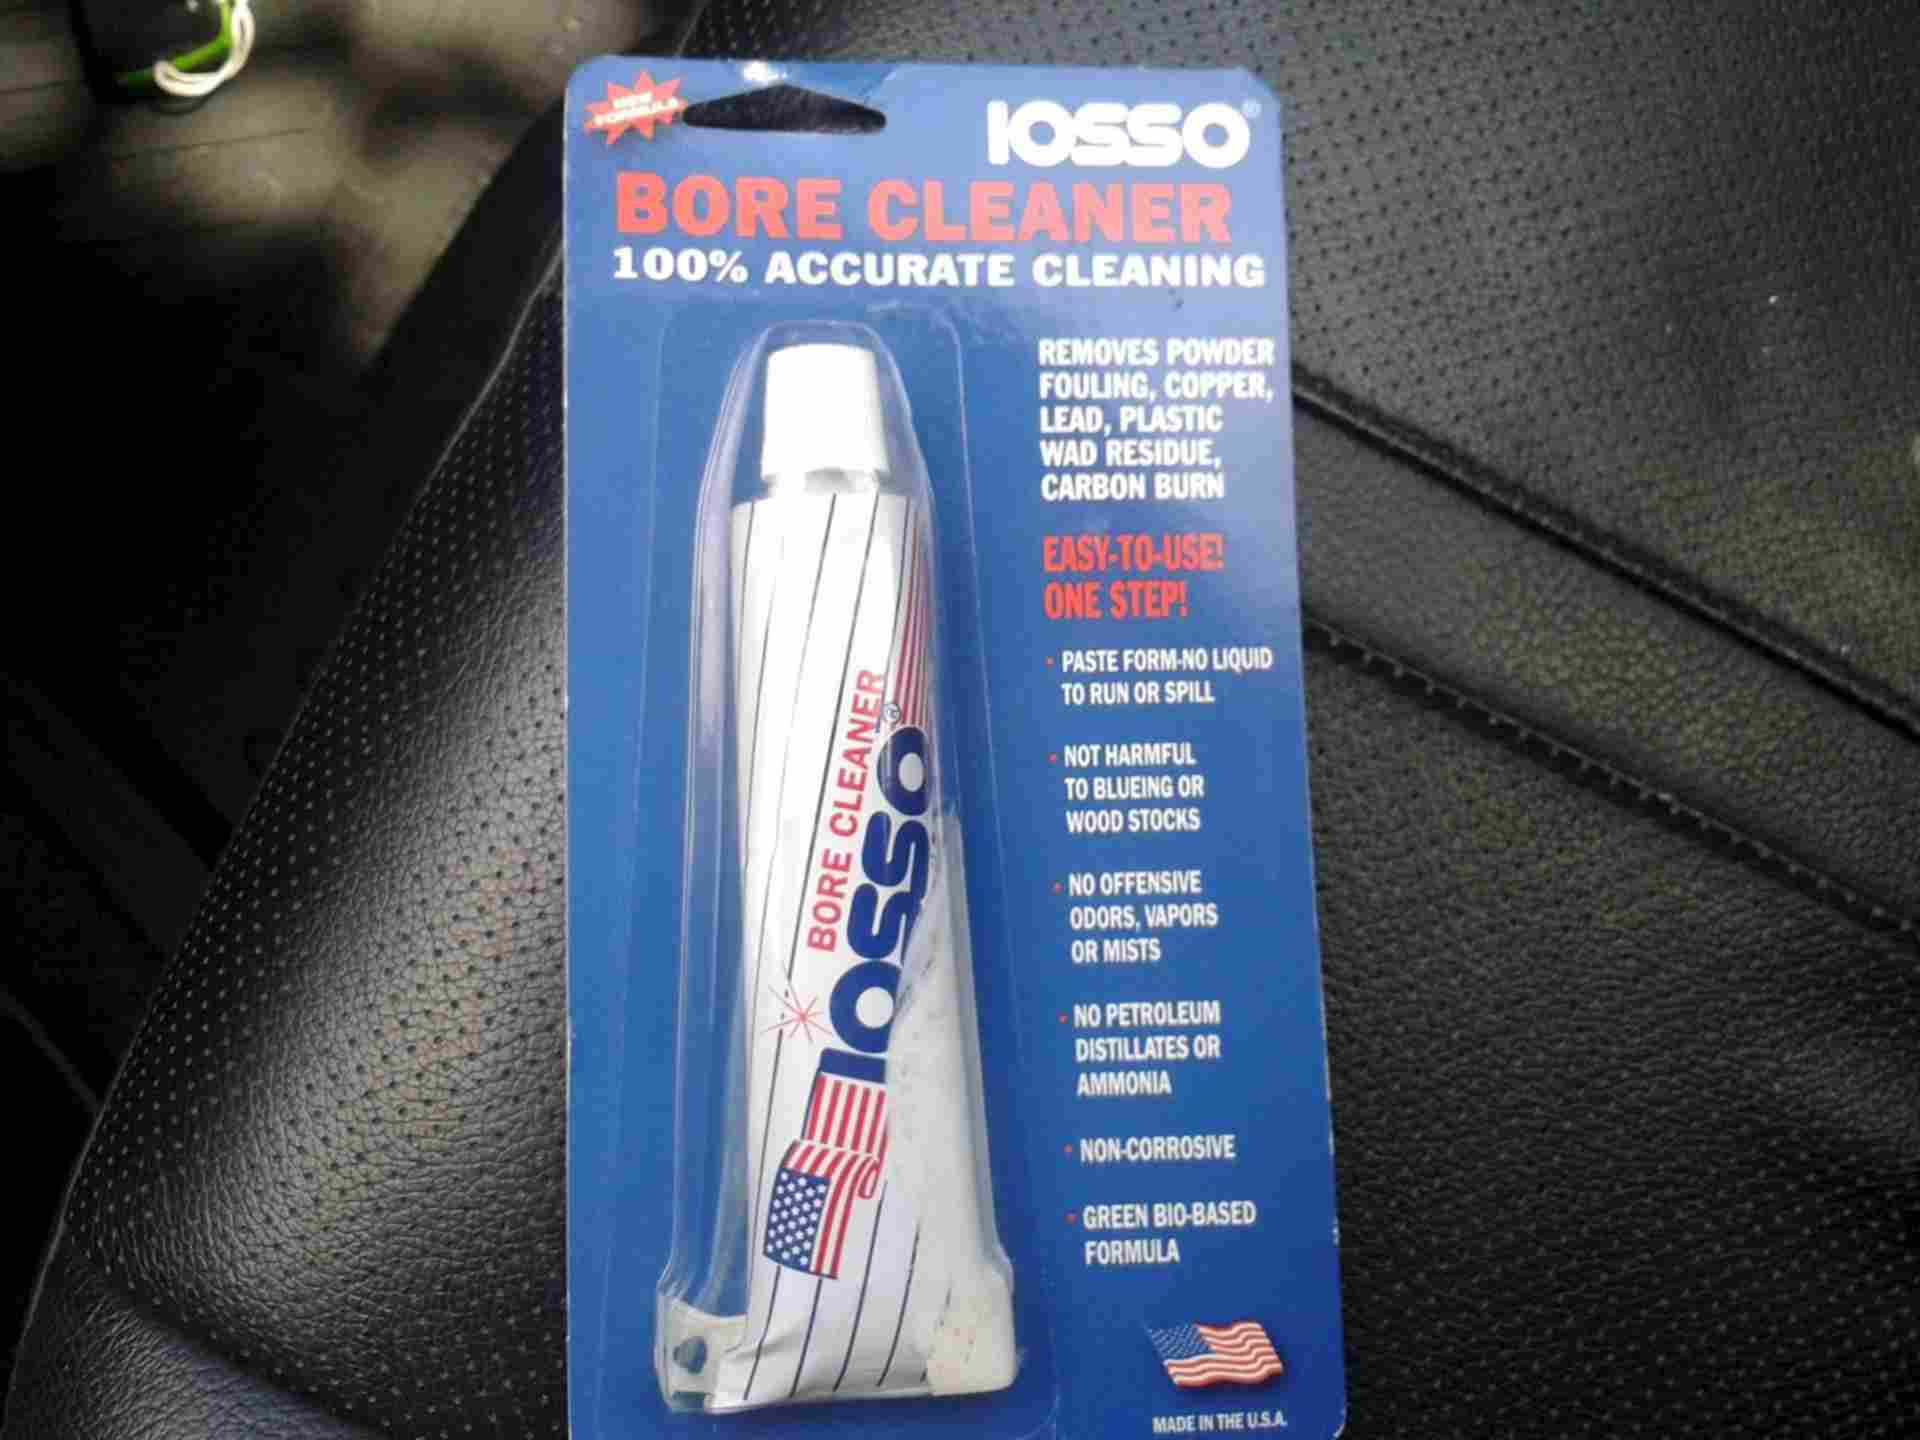 NEW
FORMULA
IOSSO®
BORE CLEANER
100% ACCURATE CLEANING
REMOVES POWDER
FOULING, COPPER,
LEAD, PLASTIC
WAD RESIDUE,
CARBON BURN
EASY-TO-USE!
ONE STEP!
• PASTE FORM-NO LIQUID
TO RUN OR SPILL
• NOT HARMFUL
TO BLUEING OR
WOOD STOCKS
• NO OFFENSIVE
ODORS, VAPORS
OR MISTS
• NO PETROLEUM
DISTILLATES OR
AMMONIA
• NON-CORROSIVE
• GREEN BIO-BASED
FORMULA
MADE IN THE U.S.A.
BORE CLEANER
IOSSO®